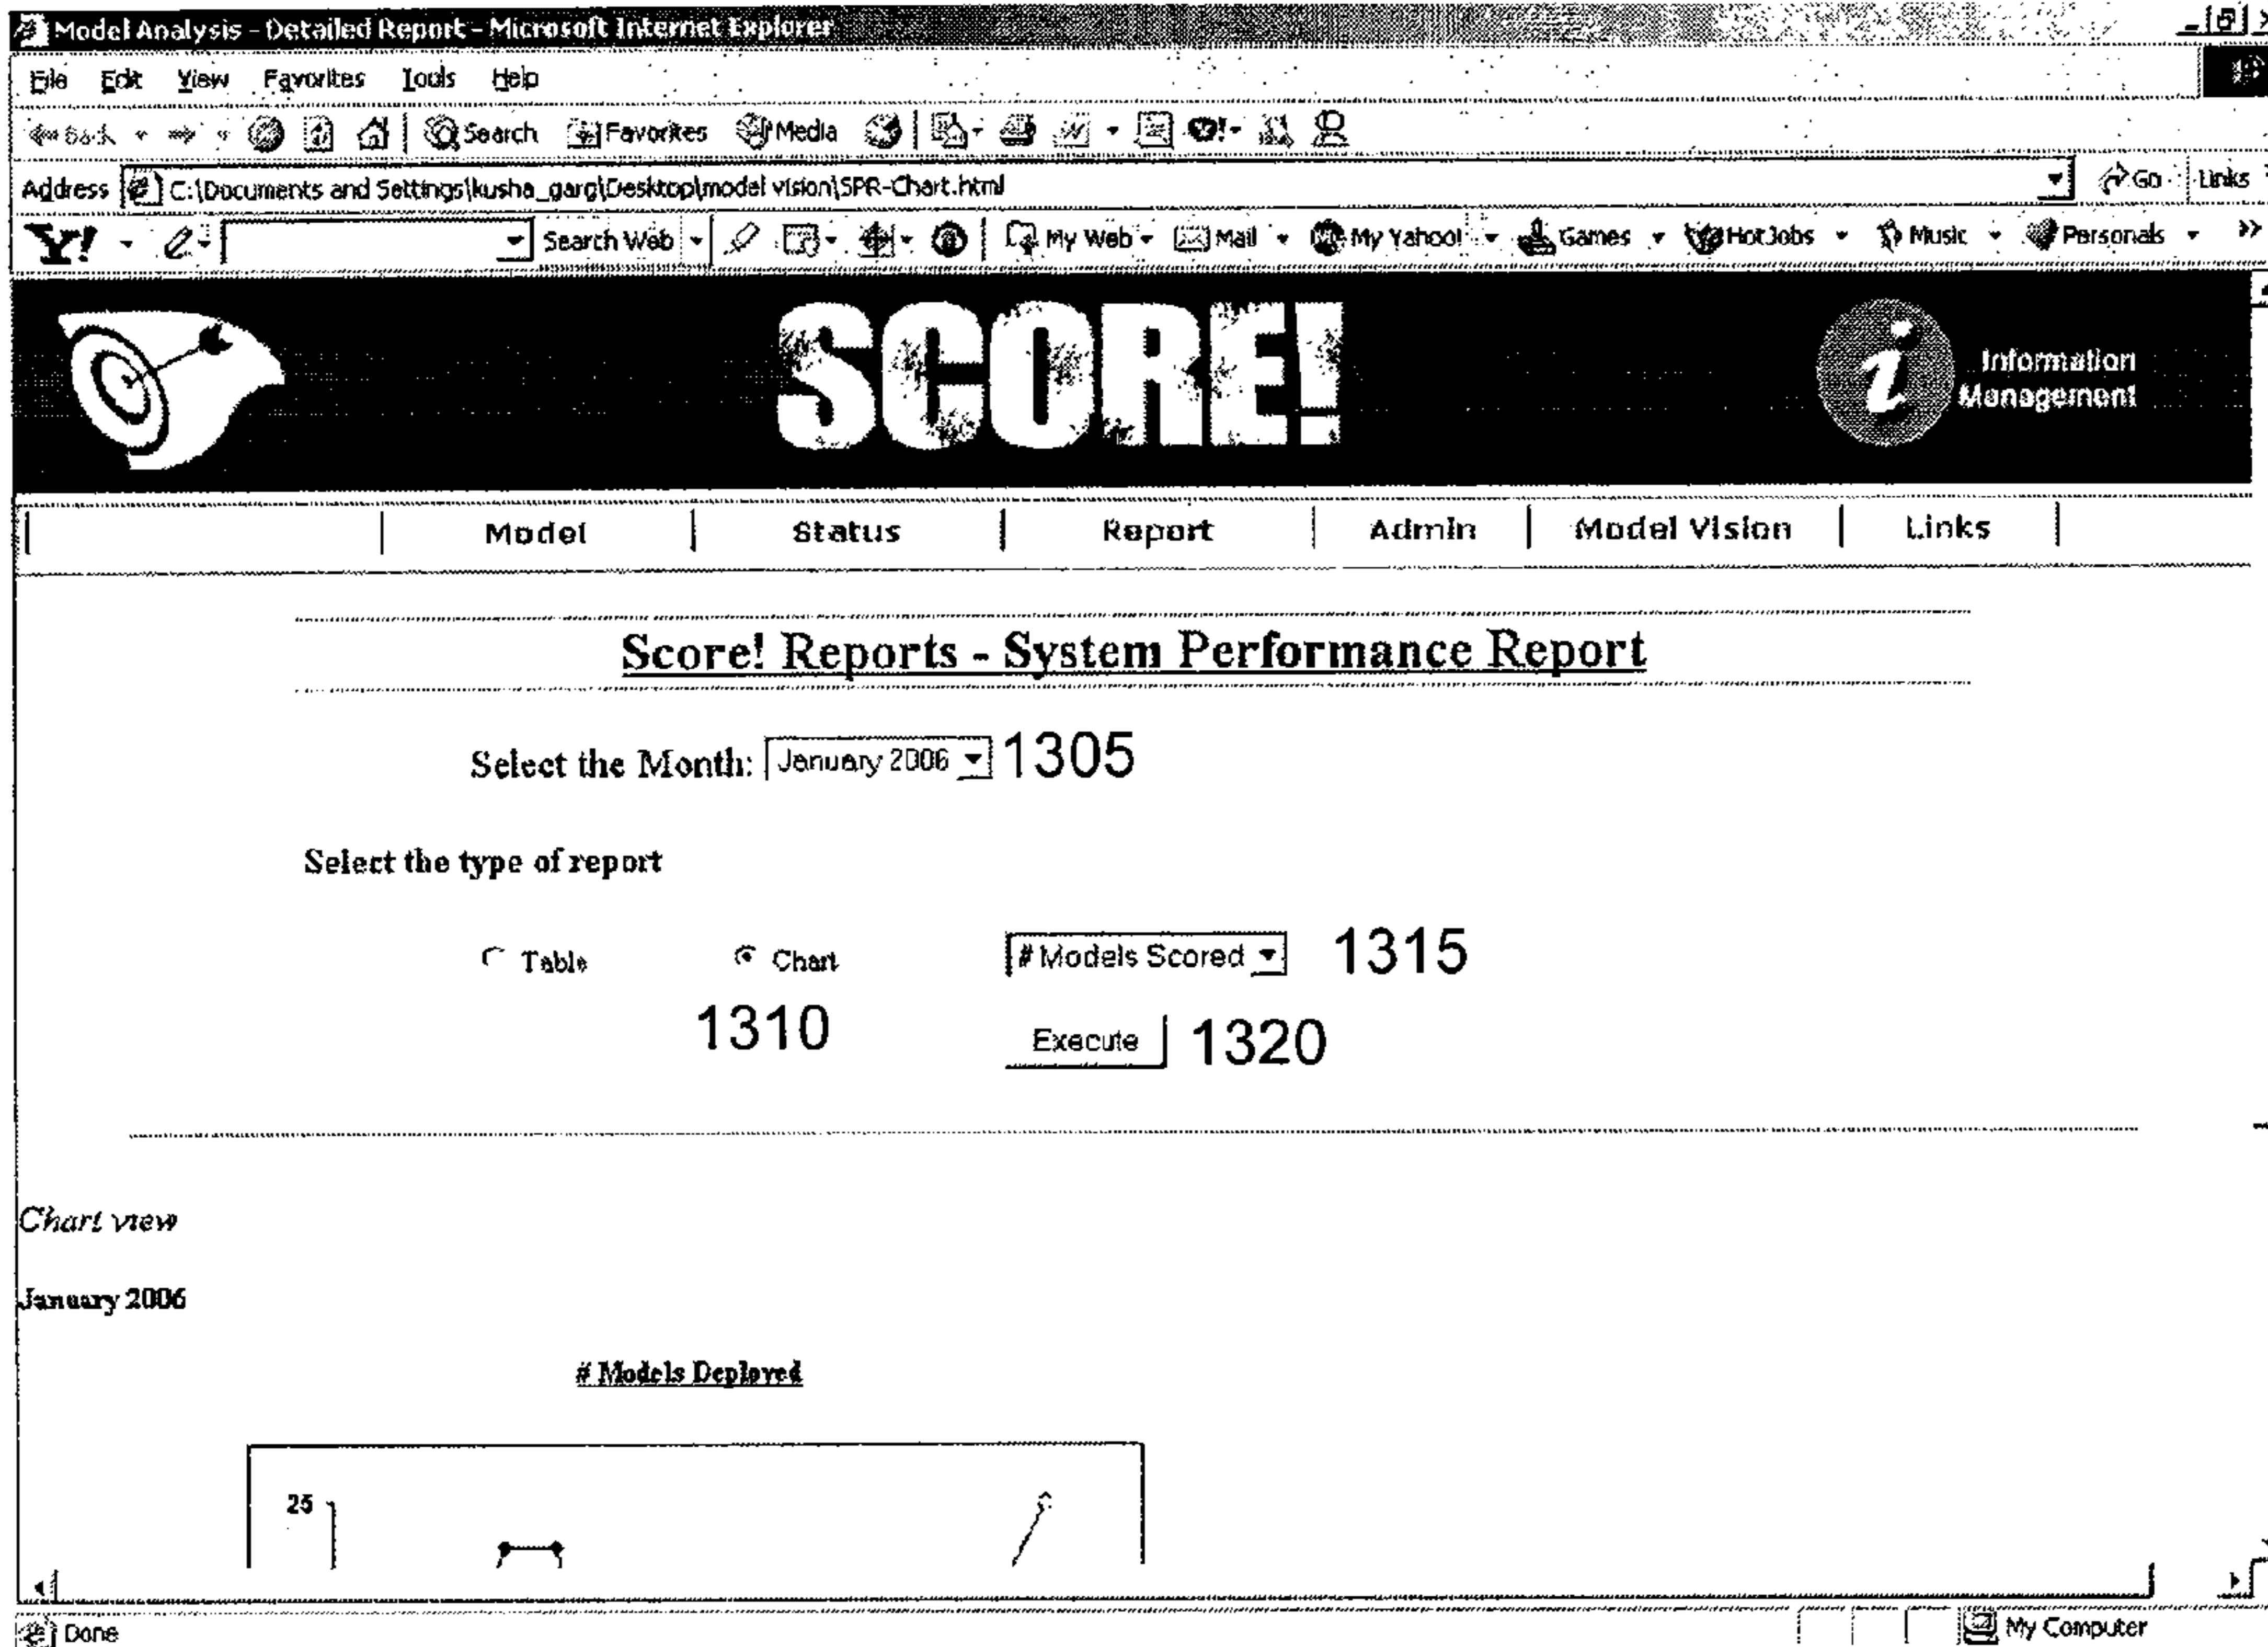 Model Analysis - Detailed Report - Microsoft Internet Explorer
File Edit View Favorites Tools Help
Back Search Favorites Media
Address C:\Documents and Settings\kusha_garg\Desktop\model vision\SPR-Chart.html Go Links
Y! Search Web My Web Mail My Yahoo! Games HotJobs Music Personals »
SCORE!
i Information
Management
Model Status Report Admin Model Vision Links
Score! Reports - System Performance Report
Select the Month: January 2006 1305
Select the type of report
Table Chart # Models Scored 1315
1310 Execute 1320
Chart view
January 2006
# Models Deployed
25
Done My Computer